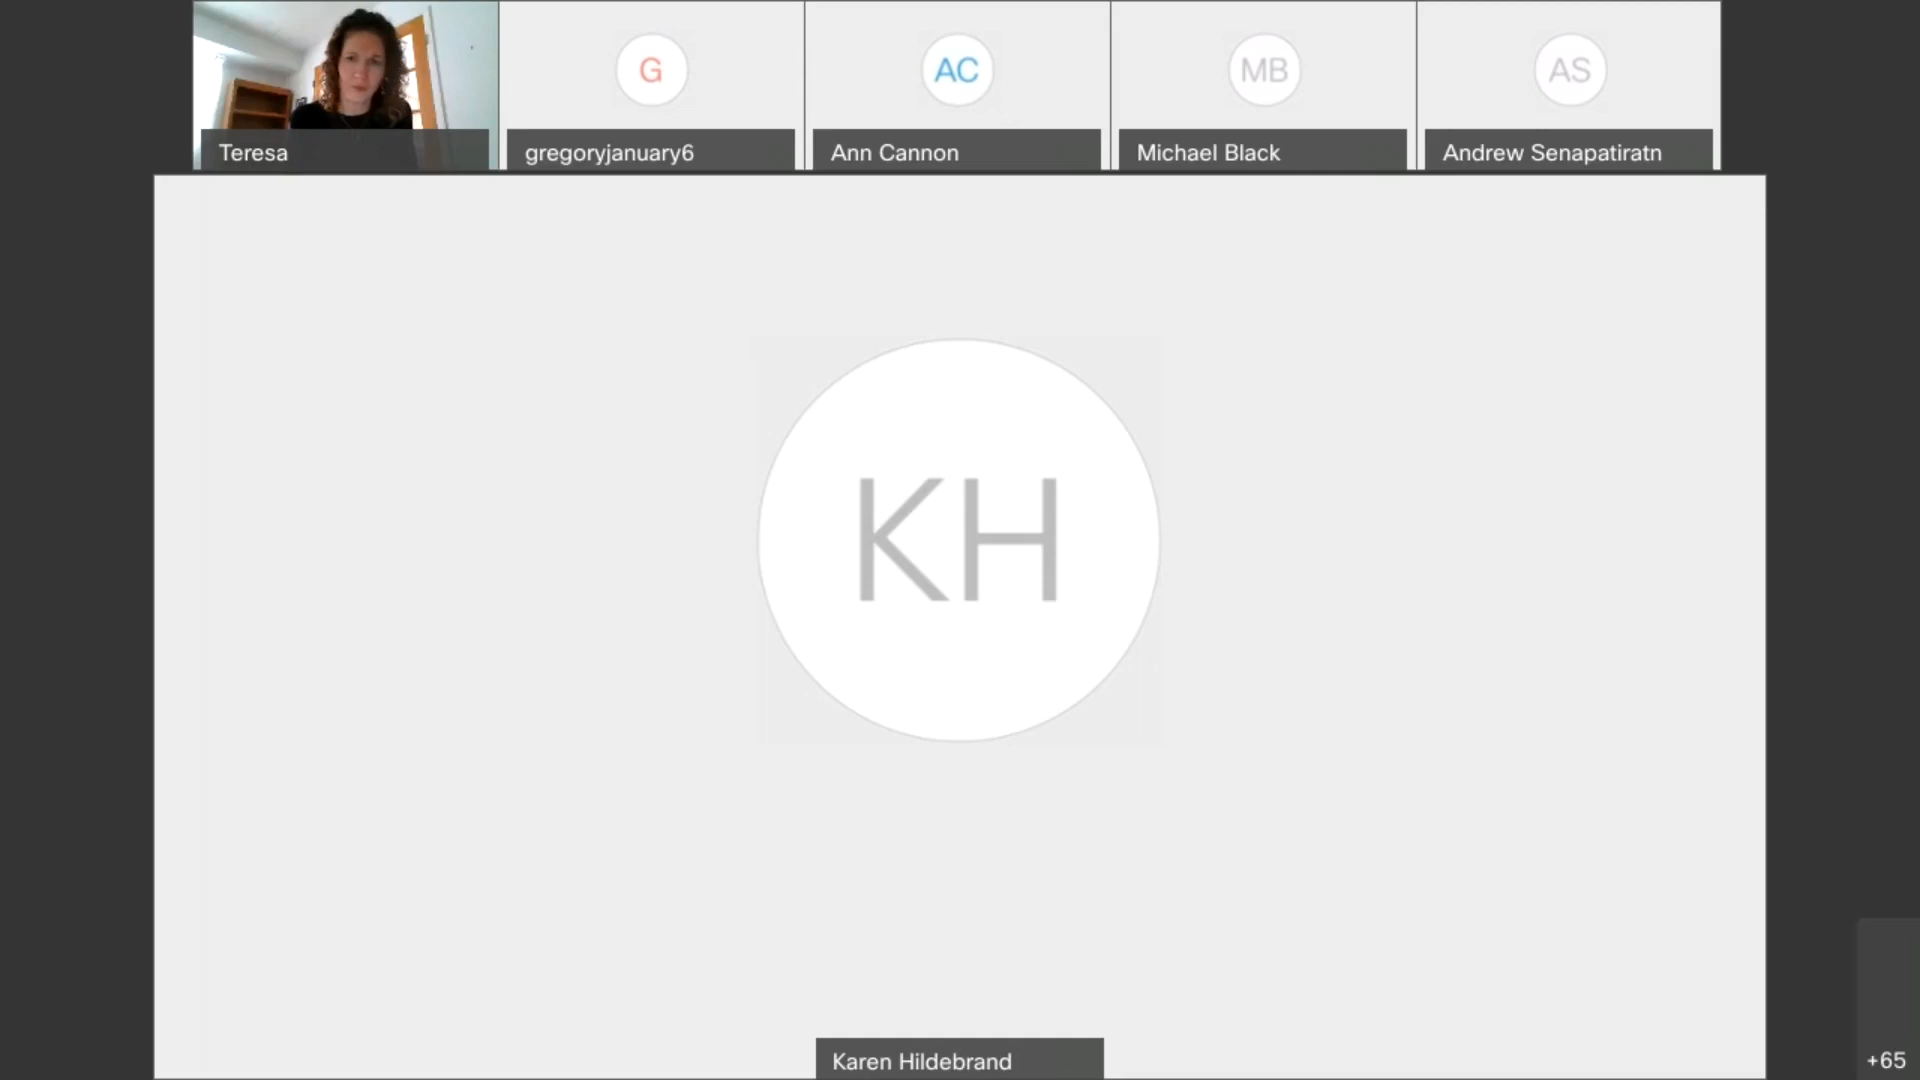 G
AC
MB
AS
Teresa
gregoryjanuary6
Ann Cannon
Michael Black
Andrew Senapatiratn
KH
Karen Hildebrand
+65